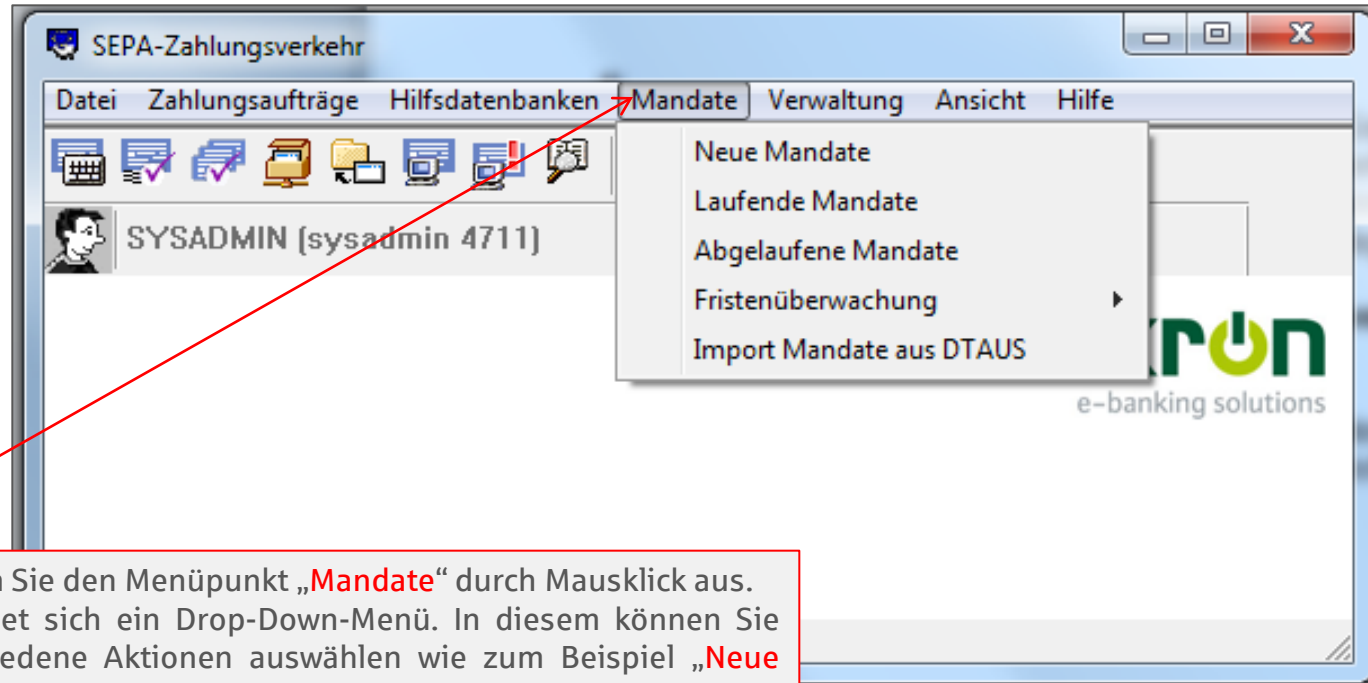 SEPA-Zahlungsverkehr
Datei Zahlungsaufträge Hilfsdatenbanken Mandate Verwaltung Ansicht Hilfe
Neue Mandate
Laufende Mandate
Abgelaufene Mandate
Fristenüberwachung
Import Mandate aus DTAUS
SYSADMIN (sysadmin 4711)
e-banking solutions
Sie den Menüpunkt „Mandate“ durch Mausklick aus.
sich ein Drop-Down-Menü. In diesem können Sie
Aktionen auswählen wie zum Beispiel „Neue